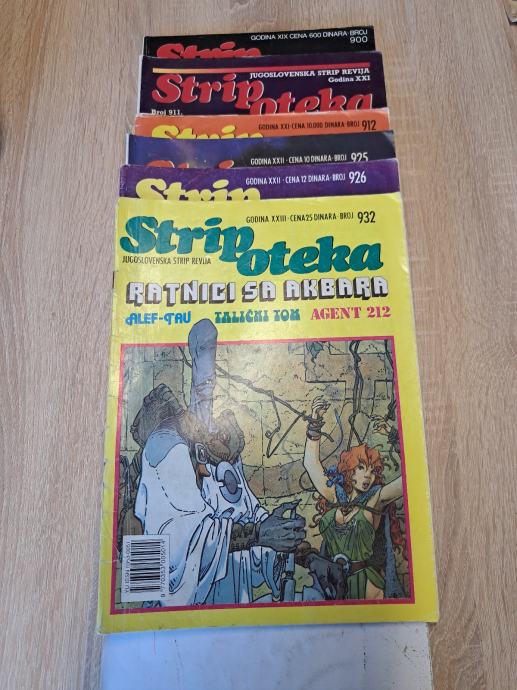 GODINA XIX CENA 600 DINARA-BROJ
900
Strip
JUGOSLOVENSKA STRIP REVIJA
Godina XXI
Strip
oteka
Broj 911.
GODINA XXI·CENA 10.000 DINARA·BROJ 912
Strip
GODINA XXII·CENA 10 DINARA·BROJ 925
GODINA XXII·CENA 12 DINARA·BROJ 926
Strip
GODINA XXIII·CENA 25 DINARA·BROJ 932
Strip
oteka
JUGOSLOVENSKA STRIP REVIJA
RATNICI SA AKBARA
ALEF-TAU TALIČNI TOM AGENT 212